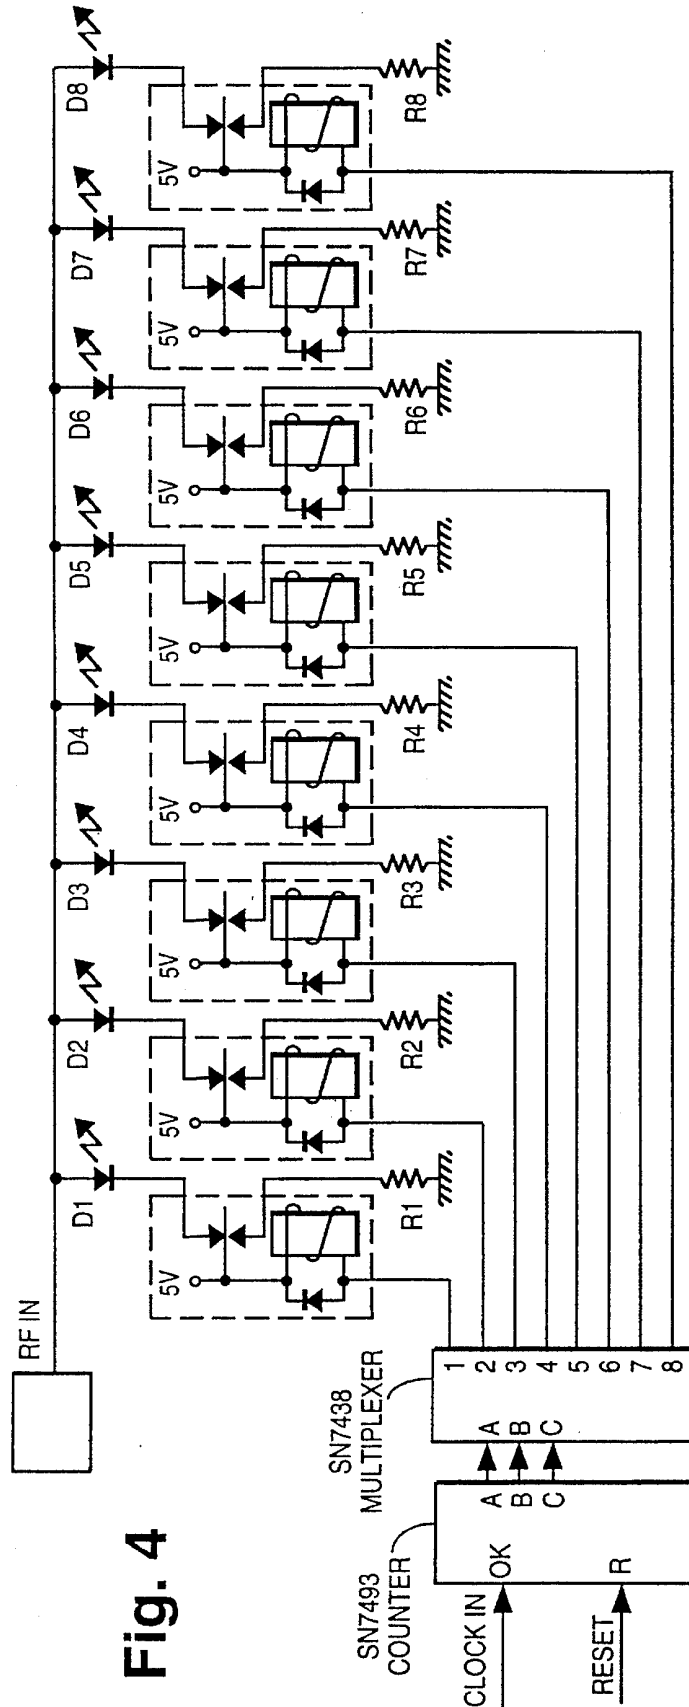 Fig. 4
RF IN
D1
D2
D3
D4
D5
D6
D7
D8
5V
5V
5V
5V
5V
5V
5V
5V
R1
R2
R3
R4
R5
R6
R7
R8
SN7493
COUNTER
SN7438
MULTIPLEXER
CLOCK IN
OK
RESET
R
A
B
C
A
B
C
1
2
3
4
5
6
7
8